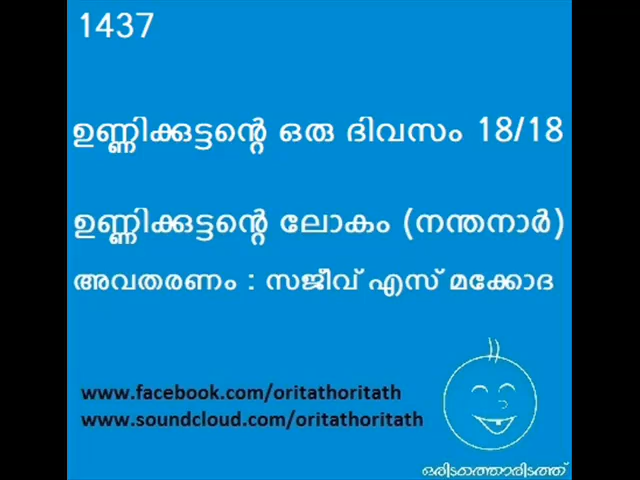 1437
ഉണ്ണിക്കുട്ടന്റെ ഒരു ദിവസം 18/18
ഉണ്ണിക്കുട്ടന്റെ ലോകം (നന്തനാർ)
അവതരണം : സജീവ് എസ് മക്കോട
www.facebook.com/oritathoritath
www.soundcloud.com/oritathoritath
ഒരിടത്തൊരിടത്ത്